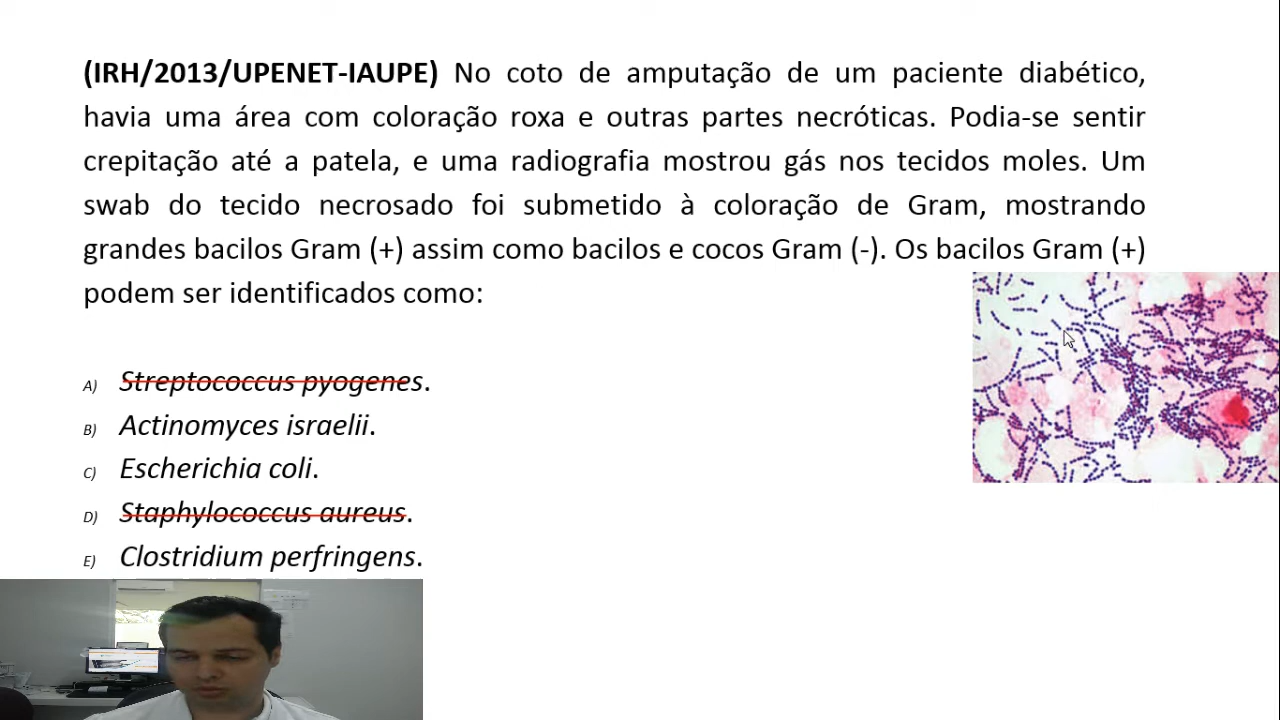 (IRH/2013/UPENET-IAUPE) No coto de amputação de um paciente diabético,
havia uma área com coloração roxa e outras partes necróticas. Podia-se sentir
crepitação até a patela, e uma radiografia mostrou gás nos tecidos moles. Um
swab do tecido necrosado foi submetido à coloração de Gram, mostrando
grandes bacilos Gram (+) assim como bacilos e cocos Gram (-). Os bacilos Gram (+)
podem ser identificados como:
A) Streptococcus pyogenes.
B) Actinomyces israelii.
C) Escherichia coli.
D) Staphylococcus aureus.
E) Clostridium perfringens.